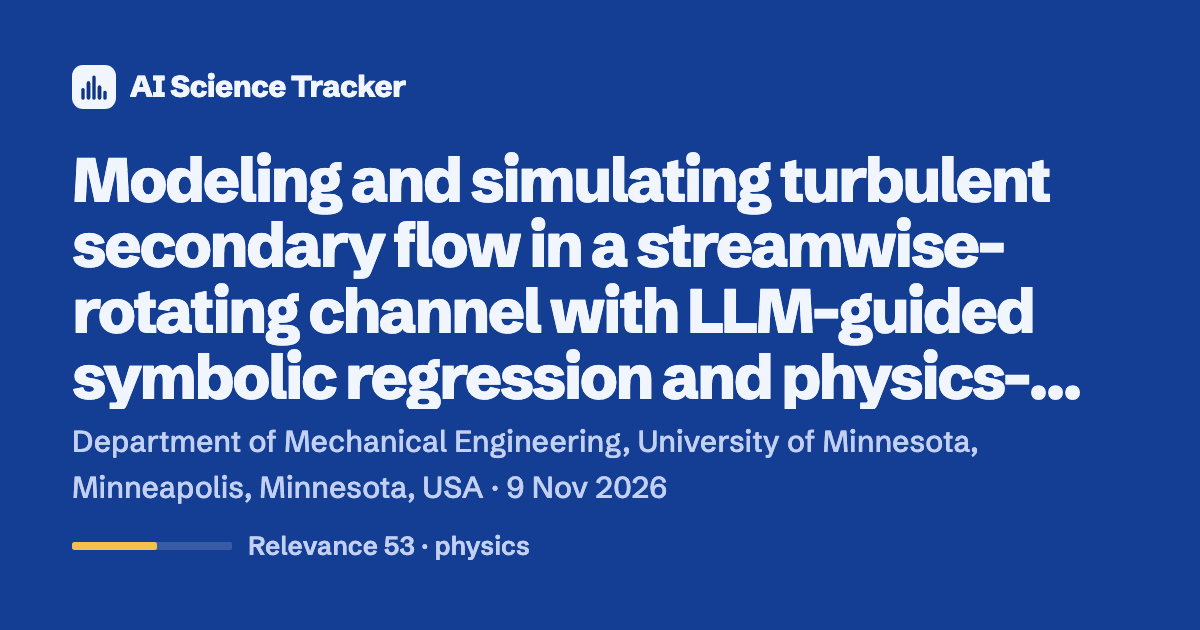 AI Science Tracker
Modeling and simulating turbulent
secondary flow in a streamwise-
rotating channel with LLM-guided
symbolic regression and physics-...
Department of Mechanical Engineering, University of Minnesota,
Minneapolis, Minnesota, USA · 9 Nov 2026
Relevance 53 · physics